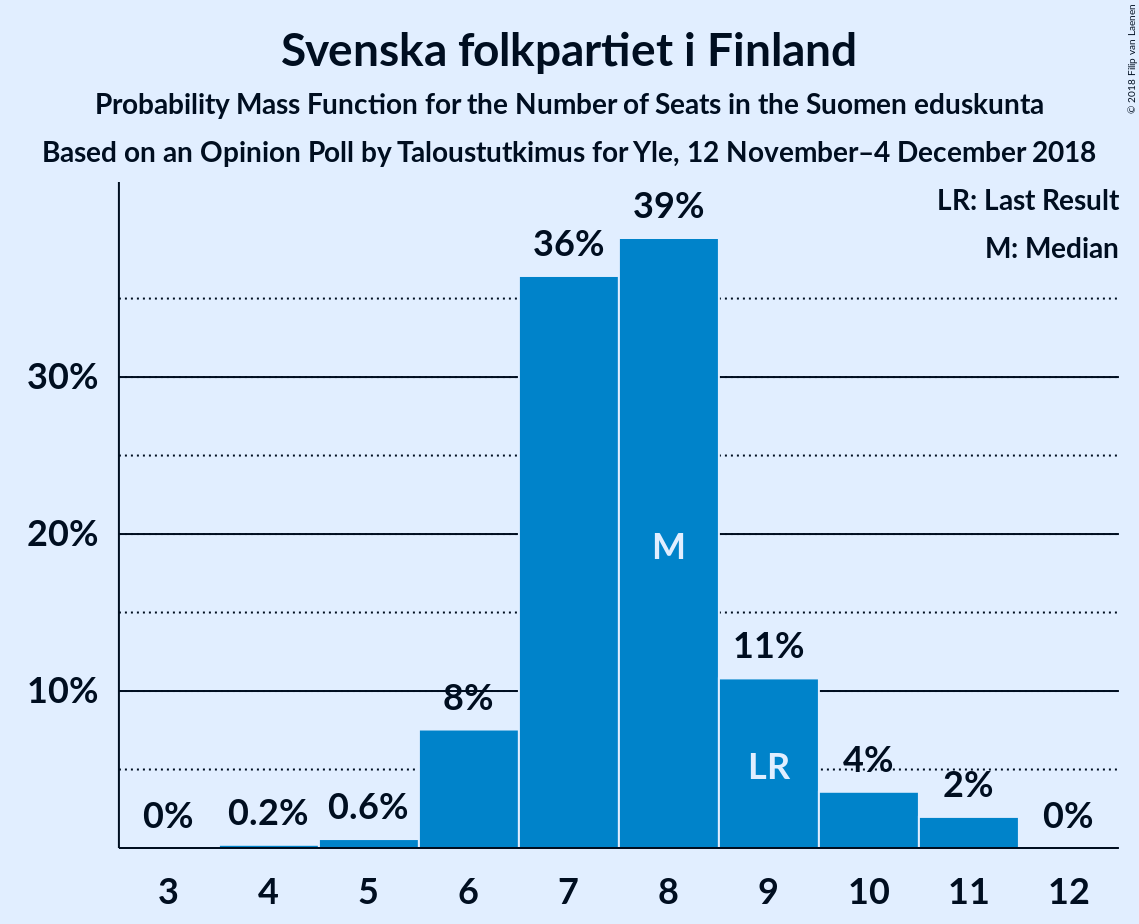 Svenska folkpartiet i Finland
Probability Mass Function for the Number of Seats in the Suomen eduskunta
Based on an Opinion Poll by Taloustutkimus for Yle, 12 November–4 December 2018
© 2018 Filip van Laenen
LR: Last Result
M: Median
39%
36%
30%
20%
M
11%
10%
8%
LR
4%
2%
0%
0.2%
0.6%
0%
3 4 5 6 7 8 9 10 11 12